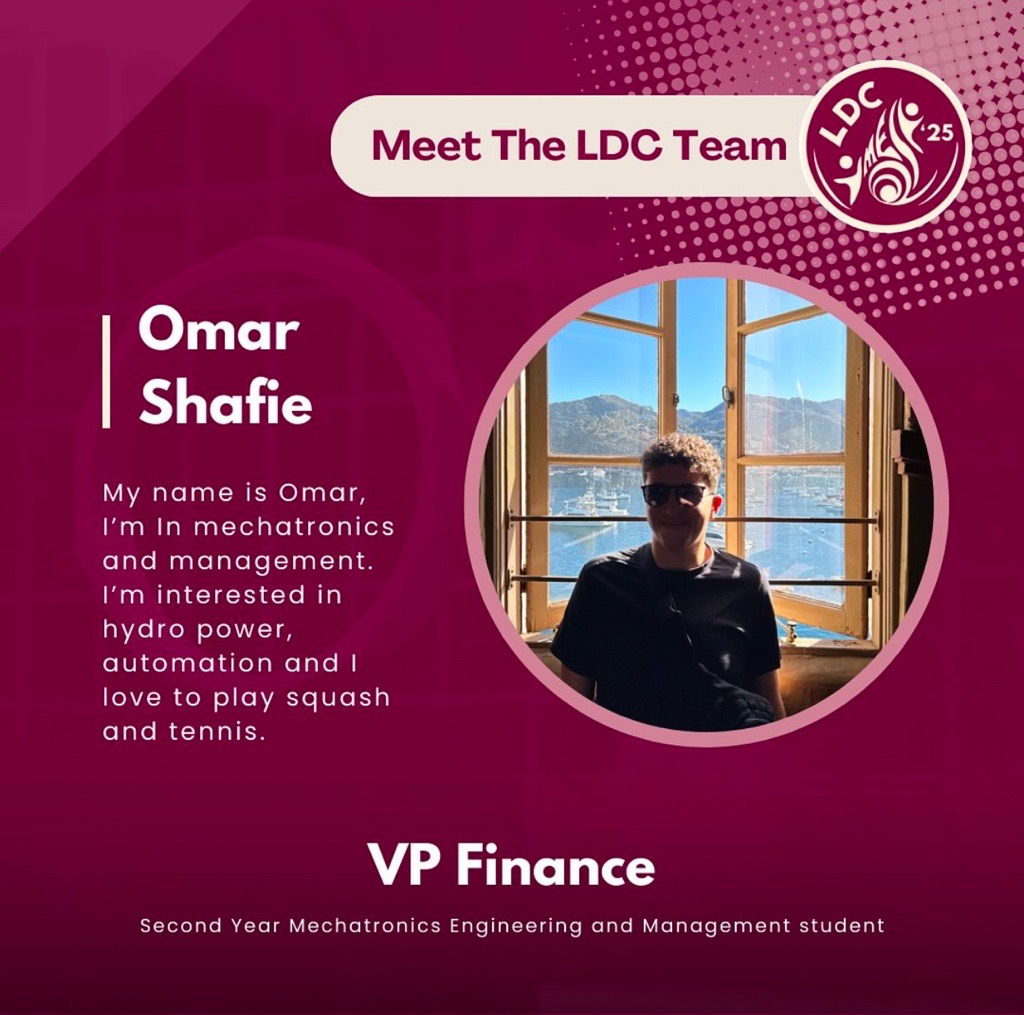 Meet The LDC Team
LDC
MES
'25
Omar
Shafie
My name is Omar,
I’m In mechatronics
and management.
I’m interested in
hydro power,
automation and I
love to play squash
and tennis.
VP Finance
Second Year Mechatronics Engineering and Management student